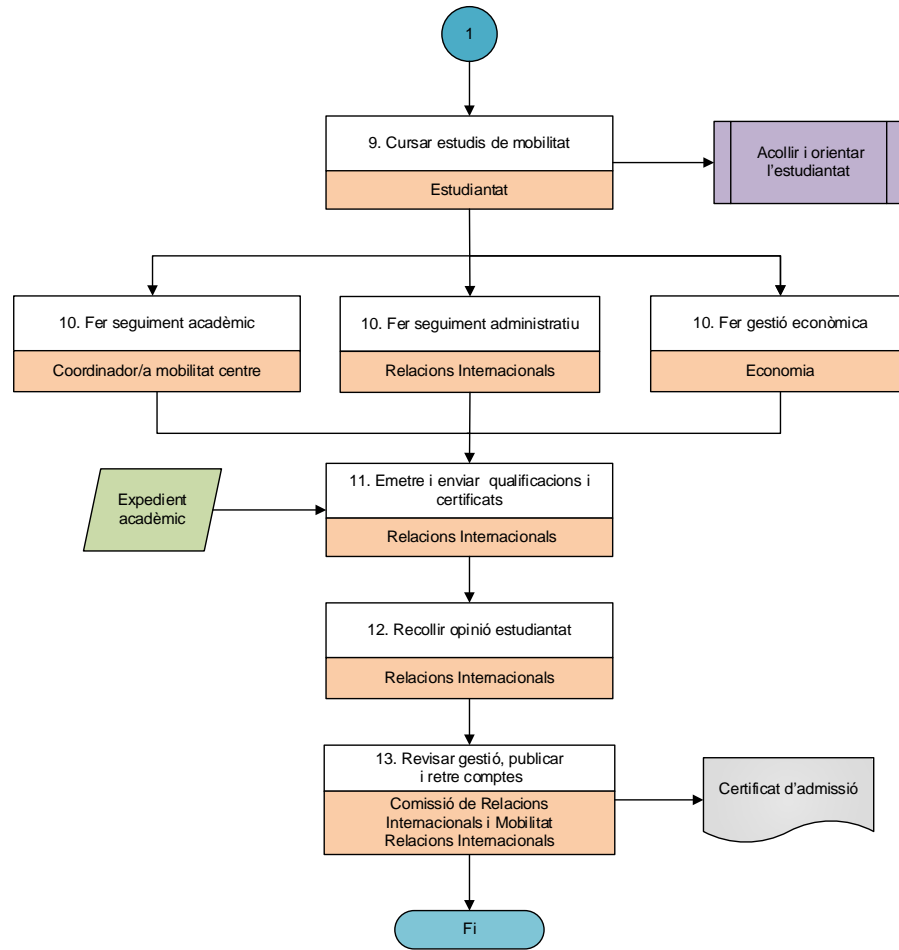 1
9. Cursar estudis de mobilitat
Estudiantat
Acollir i orientar
l'estudiantat
10. Fer seguiment acadèmic
Coordinador/a mobilitat centre
10. Fer seguiment administratiu
Relacions Internacionals
10. Fer gestió econòmica
Economia
Expedient
acadèmic
11. Emetre i enviar qualificacions i
certificats
Relacions Internacionals
12. Recollir opinió estudiantat
Relacions Internacionals
13. Revisar gestió, publicar
i retre comptes
Comissió de Relacions
Internacionals i Mobilitat
Relacions Internacionals
Certificat d'admissió
Fi